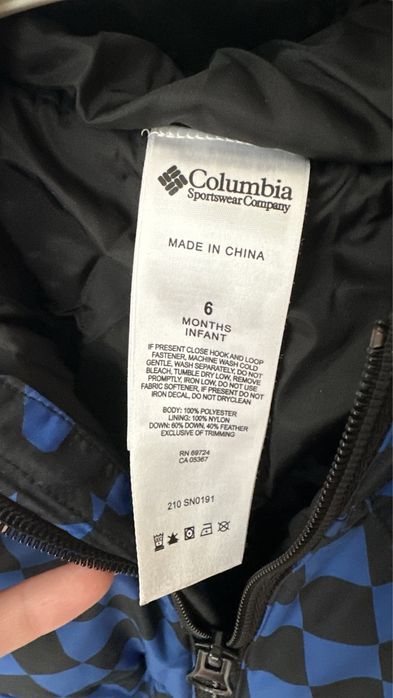 Columbia
Sportswear Company
MADE IN CHINA
6
MONTHS
INFANT
IF PRESENT CLOSE HOOK AND LOOP
FASTENER, MACHINE WASH COLD
GENTLE, WASH SEPARATELY, DO NOT
BLEACH, TUMBLE DRY LOW, REMOVE
PROMPTLY, IRON LOW, DO NOT USE
FABRIC SOFTENER, IF PRESENT DO NOT
IRON DECAL, DO NOT DRYCLEAN
BODY: 100% POLYESTER
LINING: 100% NYLON
DOWN: 60% DOWN, 40% FEATHER
EXCLUSIVE OF TRIMMING
RN 69724
CA 05367
210 SN0191